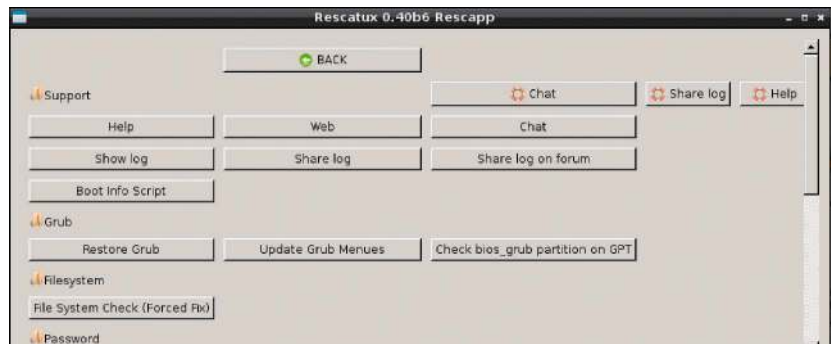 Rescatux 0.40b6 Rescapp
BACK
Support Chat Share log Help
Help Web Chat
Show log Share log Share log on forum
Boot Info Script
Grub
Restore Grub Update Grub Menues Check bios_grub partition on GPT
Filesystem
File System Check (Forced Fix)
Password